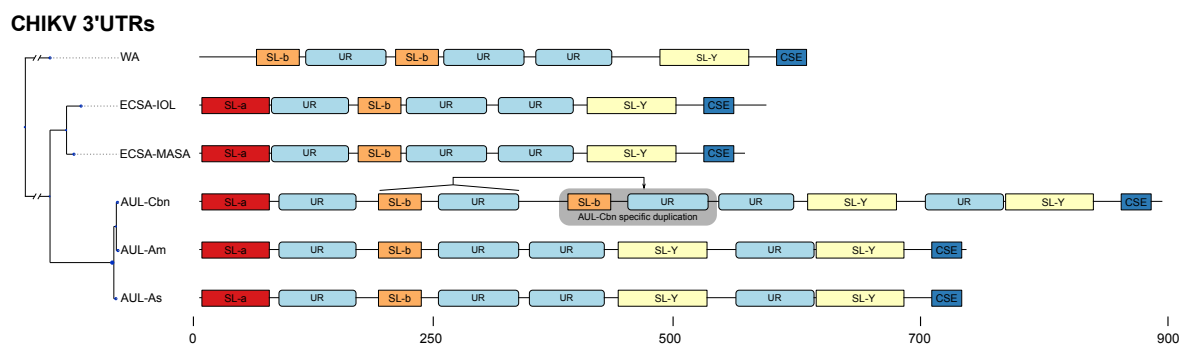 CHIKV 3'UTRs
WA SL-b UR SL-b UR UR SL-Y CSE
ECSA-IOL SL-a UR SL-b UR UR SL-Y CSE
ECSA-MASA SL-a UR SL-b UR UR SL-Y CSE
AUL-Cbn SL-a UR SL-b UR SL-b UR UR SL-Y UR SL-Y CSE
AUL-Cbn specific duplication
AUL-Am SL-a UR SL-b UR UR SL-Y UR SL-Y CSE
AUL-As SL-a UR SL-b UR UR SL-Y UR SL-Y CSE
0 250 500 700 900